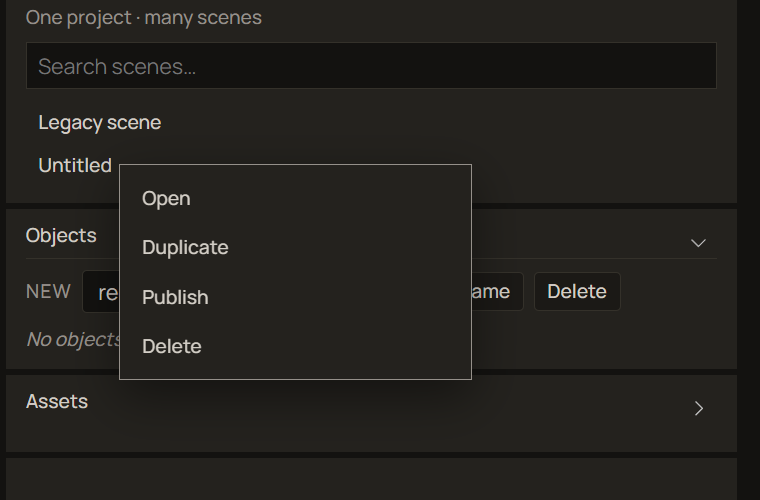 One project · many scenes
Search scenes...
Legacy scene
Untitled
Open
Duplicate
Publish
Delete
Objects
NEW re ame Delete
No objects
Assets